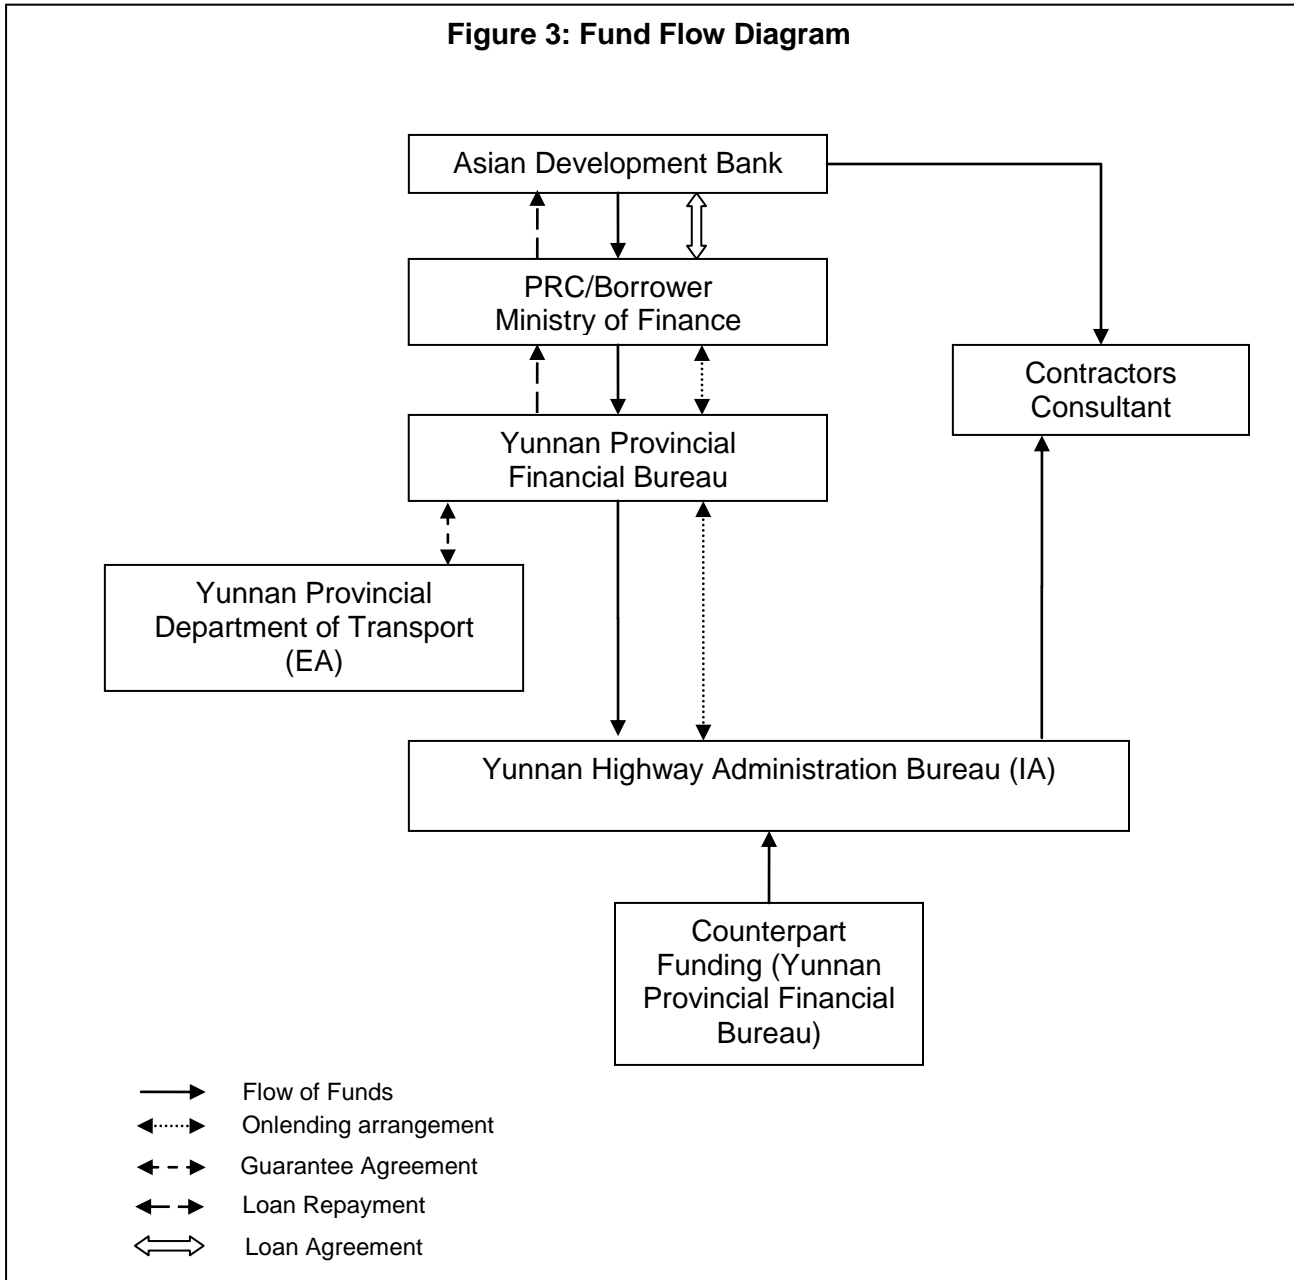 Figure 3: Fund Flow Diagram
Asian Development Bank
PRC/Borrower
Ministry of Finance
Contractors
Consultant
Yunnan Provincial
Financial Bureau
Yunnan Provincial
Department of Transport
(EA)
Yunnan Highway Administration Bureau (IA)
Counterpart
Funding (Yunnan
Provincial Financial
Bureau)
Flow of Funds
Onlending arrangement
Guarantee Agreement
Loan Repayment
Loan Agreement